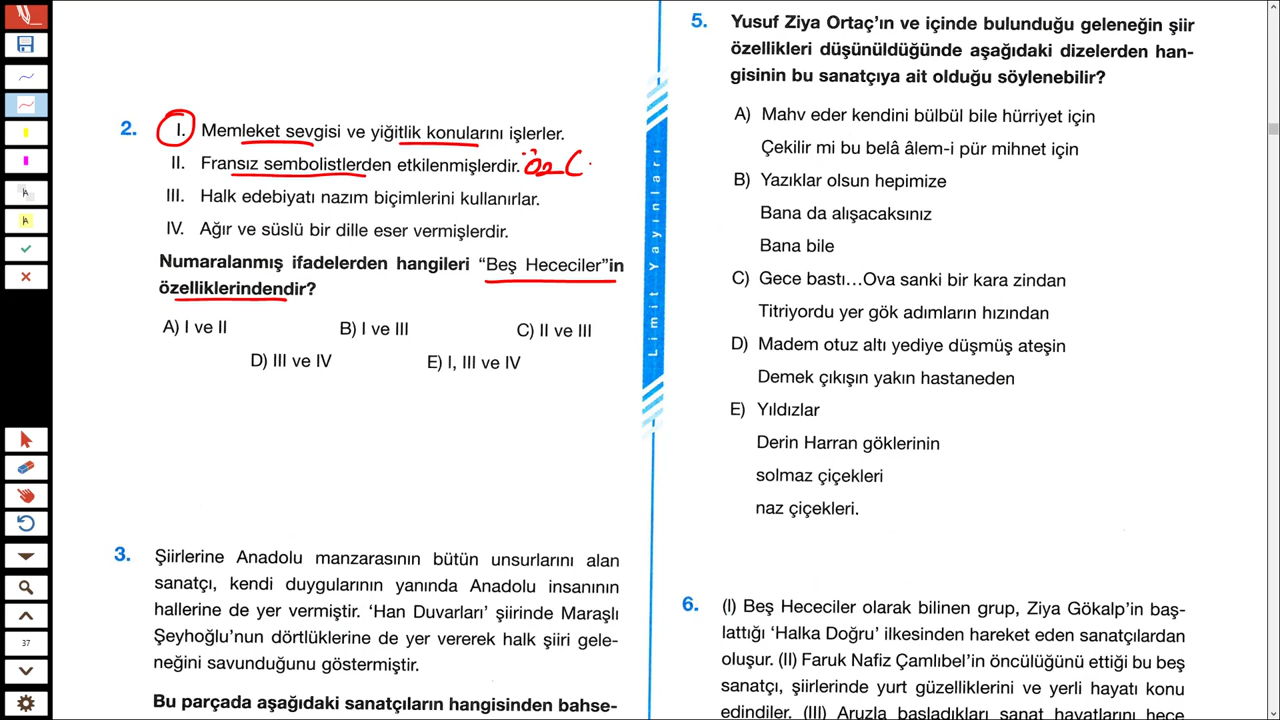 2. I. Memleket sevgisi ve yiğitlik konularını işlerler.
II. Fransız sembolistlerden etkilenmişlerdir. ÖZ
III. Halk edebiyatı nazım biçimlerini kullanırlar.
IV. Ağır ve süslü bir dille eser vermişlerdir.
Numaralanmış ifadelerden hangileri “Beş Hececiler”in
özelliklerindendir?
A) I ve II B) I ve III C) II ve III
D) III ve IV E) I, III ve IV
3. Şiirlerine Anadolu manzarasının bütün unsurlarını alan
sanatçı, kendi duygularının yanında Anadolu insanının
hallerine de yer vermiştir. ‘Han Duvarları’ şiirinde Maraşlı
Şeyhoğlu’nun dörtlüklerine de yer vererek halk şiiri gele-
neğini savunduğunu göstermiştir.
Bu parçada aşağıdaki sanatçıların hangisinden bahse-
Limit Yayınları
5. Yusuf Ziya Ortaç’ın ve içinde bulunduğu geleneğin şiir
özellikleri düşünüldüğünde aşağıdaki dizelerden han-
gisinin bu sanatçıya ait olduğu söylenebilir?
A) Mahv eder kendini bülbül bile hürriyet için
Çekilir mi bu belâ âlem-i pür mihnet için
B) Yazıklar olsun hepimize
Bana da alışacaksınız
Bana bile
C) Gece bastı...Ova sanki bir kara zindan
Titriyordu yer gök adımların hızından
D) Madem otuz altı yediye düşmüş ateşin
Demek çıkışın yakın hastaneden
E) Yıldızlar
Derin Harran göklerinin
solmaz çiçekleri
naz çiçekleri.
6. (I) Beş Hececiler olarak bilinen grup, Ziya Gökalp’in baş-
lattığı ‘Halka Doğru’ ilkesinden hareket eden sanatçılardan
oluşur. (II) Faruk Nafiz Çamlıbel’in öncülüğünü ettiği bu beş
sanatçı, şiirlerinde yurt güzelliklerini ve yerli hayatı konu
edindiler. (III) Aruzla başladıkları sanat hayatlarını hece
37